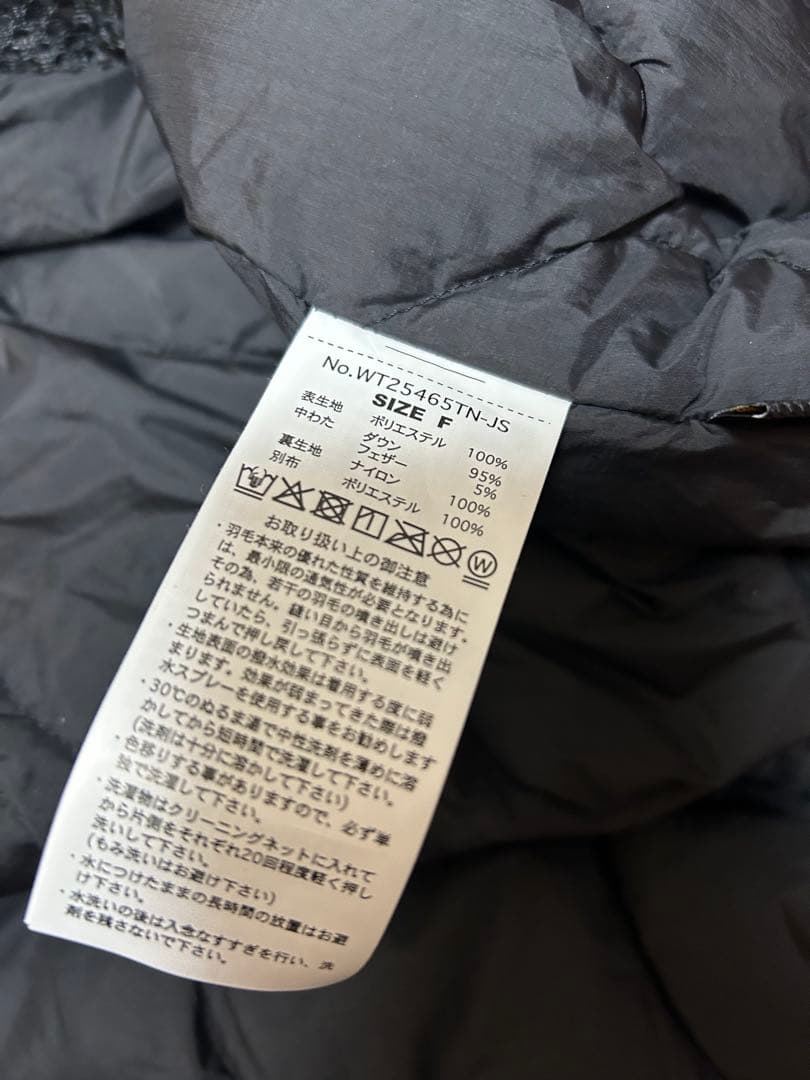 No.WT25465TN-JS
SIZE F
表生地 ポリエステル 100%
中わた ダウン 95%
フェザー 5%
裏生地 ナイロン 100%
別布 ポリエステル 100%
W
お取り扱い上の御注意
・羽毛本来の優れた性質を維持する為に
は、最小限の通気性が必要となります。
その為、若干の羽毛の噴き出しは避け
られません。縫い目から羽毛が噴き出
していたら、引っ張らずに表面を軽く
つまんで押し戻して下さい。
・生地表面の撥水効果は着用する度に弱
まります。効果が弱まってきた際は撥
水スプレーを使用する事をお勧めします
・30℃のぬるま湯で中性洗剤を薄めに溶
かしてから短時間で洗濯して下さい。
(洗剤は十分に溶かして下さい)
・色移りする事がありますので、必ず単
技で洗濯して下さい。
・洗濯物はクリーニングネットに入れて
から片側をそれぞれ20回程度軽く押し
洗いして下さい。
(もみ洗いはお避け下さい)
・水につけたままの長時間の放置はお避
け下さい。
・水洗いの後は入念なすすぎを行い、洗
剤を残さないで下さい。